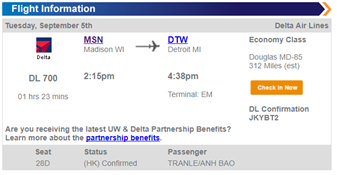 Flight Information
Tuesday, September 5th
Delta Air Lines
Delta
MSN
Madison WI
DTW
Detroit MI
Economy Class
Douglas MD-85
312 Miles (est)
DL 700
2:15pm
4:38pm
Check in Now
01 hrs 23 mins
Terminal: EM
DL Confirmation
JKYBT2
Are you receiving the latest UW & Delta Partnership Benefits?
Learn more about the partnership benefits.
Seat Status Passenger
28D (HK) Confirmed TRANLE/ANH BAO